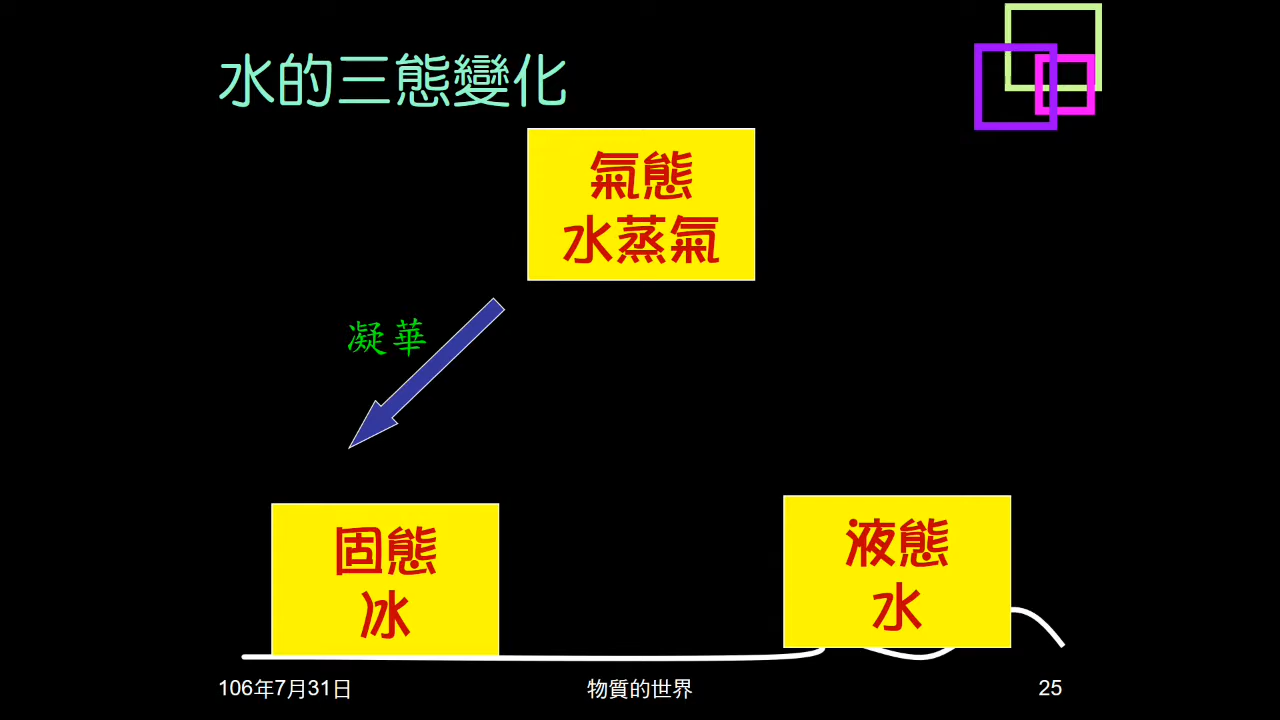 水的三態變化
氣態
水蒸氣
凝華
固態
冰
液態
水
106年7月31日
物質的世界
25